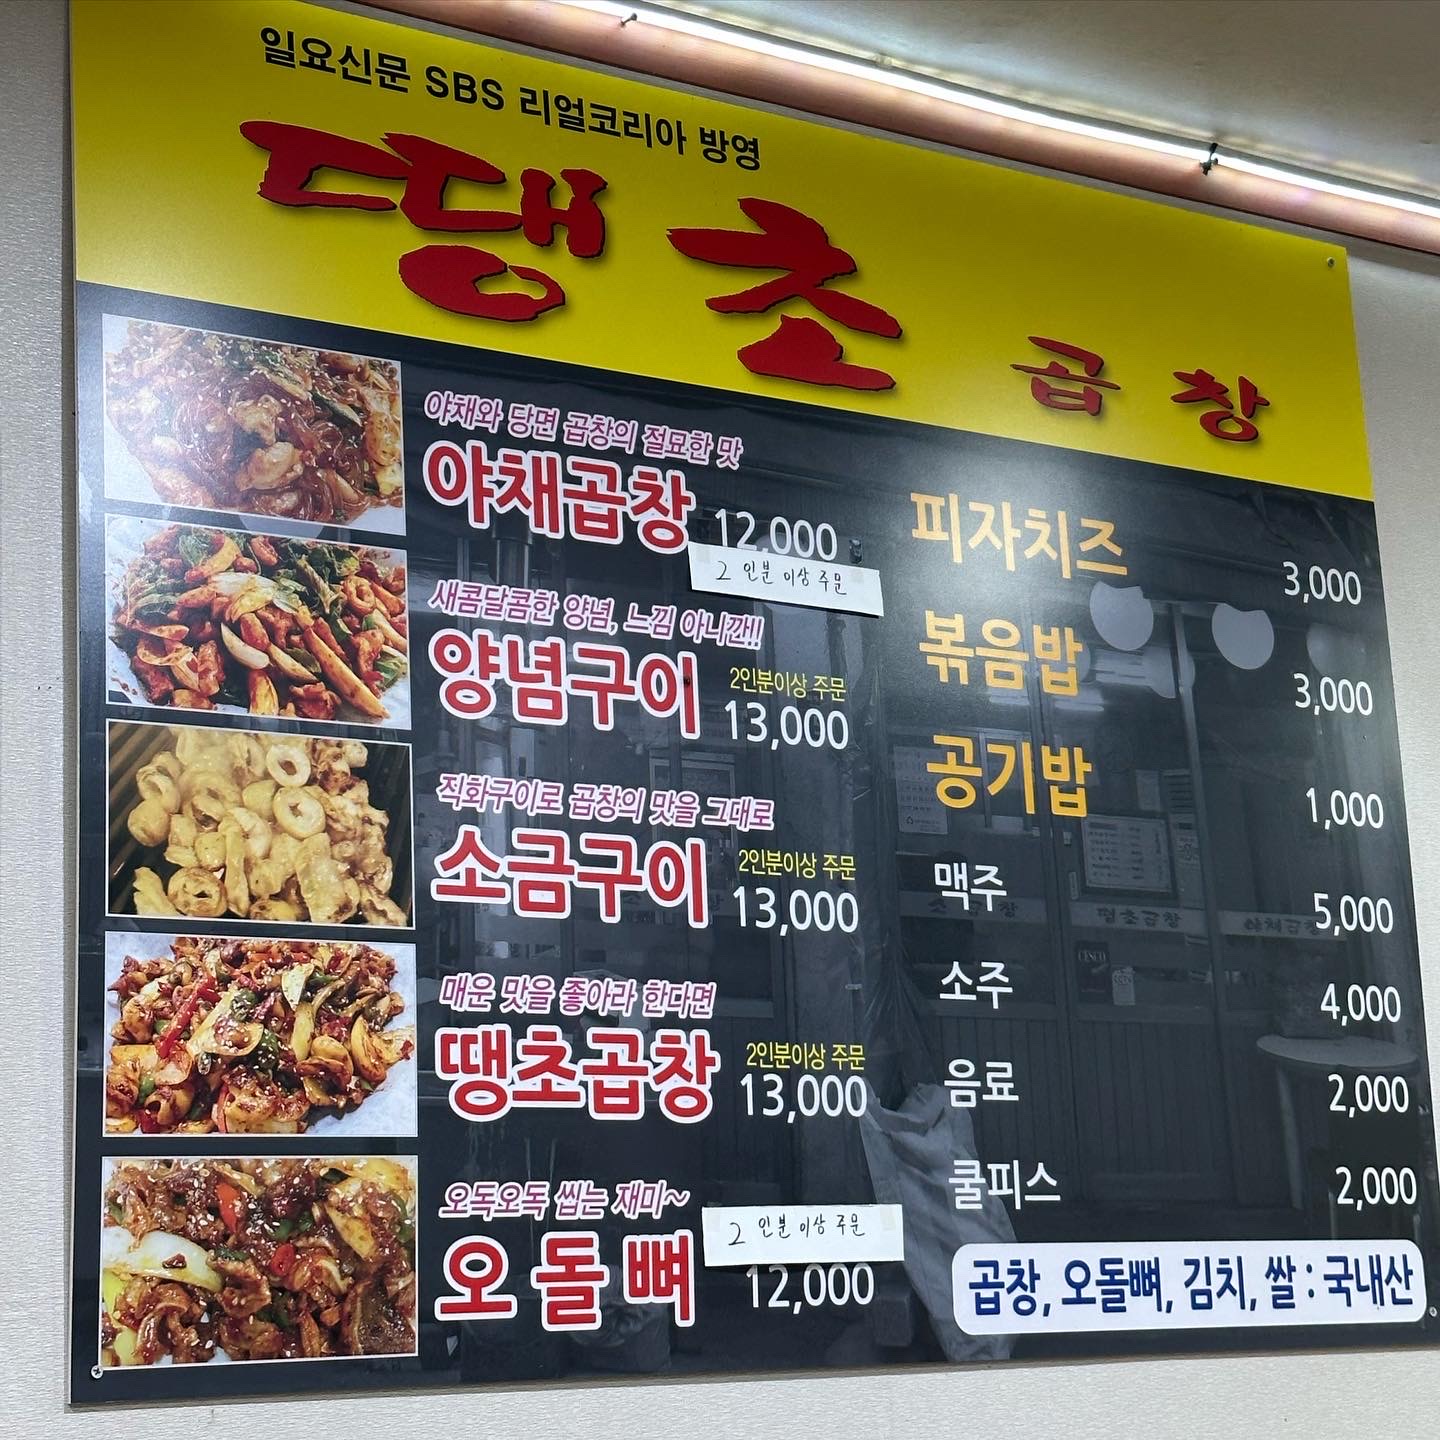 일요신문 SBS 리얼코리아 방영
땡초 곱창
야채와 당면 곱창의 절묘한 맛
야채곱창 12,000
2 인분 이상 주문
새콤달콤한 양념, 느낌 아니깐!!
양념구이 2인분이상 주문
13,000
직화구이로 곱창의 맛을 그대로
소금구이 2인분이상 주문
13,000
매운 맛을 좋아라 한다면
땡초곱창 2인분이상 주문
13,000
오독오독 씹는 재미~
2 인분 이상 주문
오돌뼈 12,000
피자치즈 3,000
볶음밥 3,000
공기밥 1,000
맥주 5,000
소주 4,000
음료 2,000
쿨피스 2,000
곱창, 오돌뼈, 김치, 쌀 : 국내산